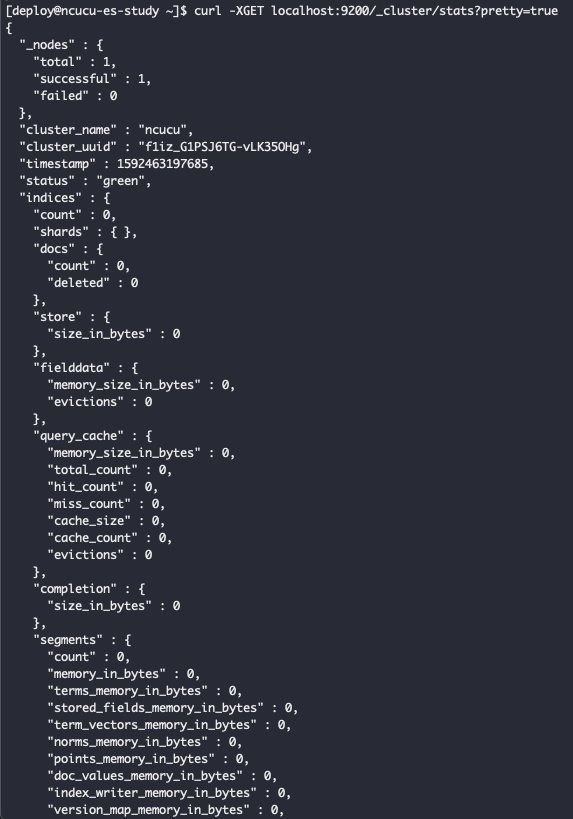 [deploy@ncucu-es-study ~]$ curl -XGET localhost:9200/_cluster/stats?pretty=true
{
  "_nodes" : {
    "total" : 1,
    "successful" : 1,
    "failed" : 0
  },
  "cluster_name" : "ncucu",
  "cluster_uuid" : "f1iz_G1PSJ6TG-vLK35OHg",
  "timestamp" : 1592463197685,
  "status" : "green",
  "indices" : {
    "count" : 0,
    "shards" : { },
    "docs" : {
      "count" : 0,
      "deleted" : 0
    },
    "store" : {
      "size_in_bytes" : 0
    },
    "fielddata" : {
      "memory_size_in_bytes" : 0,
      "evictions" : 0
    },
    "query_cache" : {
      "memory_size_in_bytes" : 0,
      "total_count" : 0,
      "hit_count" : 0,
      "miss_count" : 0,
      "cache_size" : 0,
      "cache_count" : 0,
      "evictions" : 0
    },
    "completion" : {
      "size_in_bytes" : 0
    },
    "segments" : {
      "count" : 0,
      "memory_in_bytes" : 0,
      "terms_memory_in_bytes" : 0,
      "stored_fields_memory_in_bytes" : 0,
      "term_vectors_memory_in_bytes" : 0,
      "norms_memory_in_bytes" : 0,
      "points_memory_in_bytes" : 0,
      "doc_values_memory_in_bytes" : 0,
      "index_writer_memory_in_bytes" : 0,
      "version_map_memory_in_bytes" : 0,